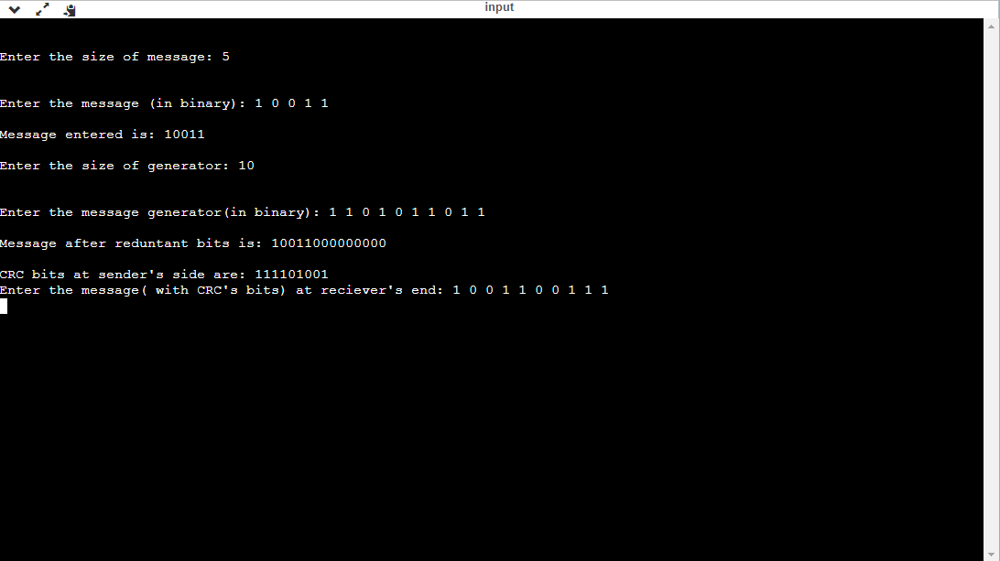 input
Enter the size of message: 5
Enter the message (in binary): 1 0 0 1 1
Message entered is: 10011
Enter the size of generator: 10
Enter the message generator(in binary): 1 1 0 1 0 1 1 0 1 1
Message after reduntant bits is: 10011000000000
CRC bits at sender's side are: 111101001
Enter the message( with CRC's bits) at reciever's end: 1 0 0 1 1 0 0 1 1 1